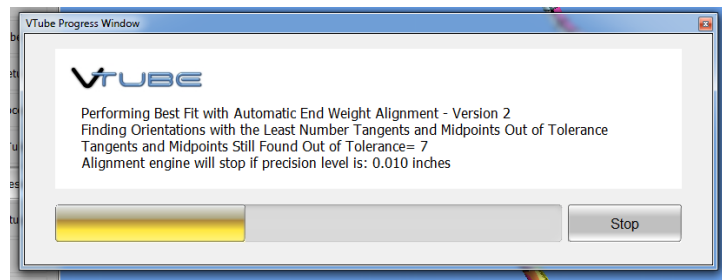 VTube Progress Window
VTUBE
Performing Best Fit with Automatic End Weight Alignment - Version 2
Finding Orientations with the Least Number Tangents and Midpoints Out of Tolerance
Tangents and Midpoints Still Found Out of Tolerance= 7
Alignment engine will stop if precision level is: 0.010 inches
Stop